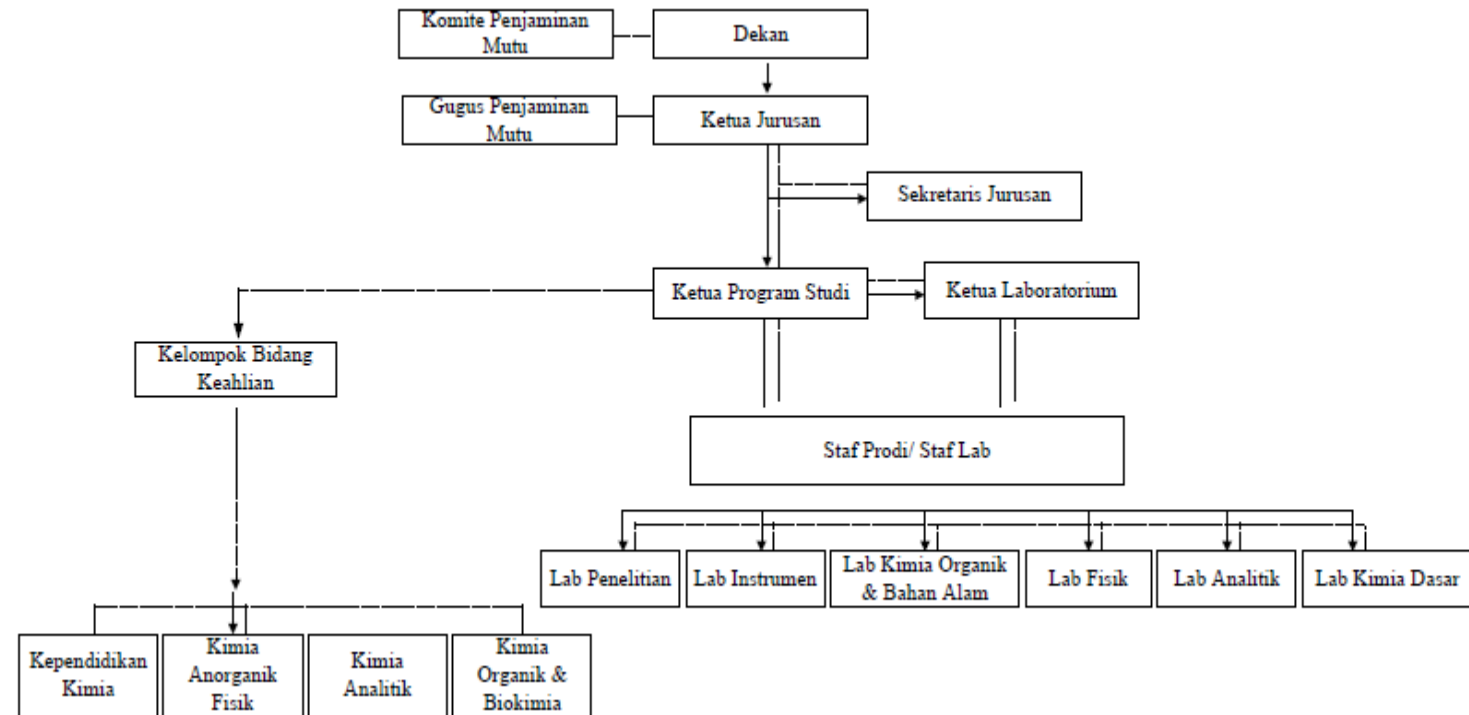 Komite Penjaminan
Mutu
Dekan
Gugus Penjaminan
Mutu
Ketua Jurusan
Sekretaris Jurusan
Ketua Program Studi
Ketua Laboratorium
Kelompok Bidang
Keahlian
Staf Prodi/ Staf Lab
Lab Penelitian
Lab Instrumen
Lab Kimia Organik
& Bahan Alam
Lab Fisik
Lab Analitik
Lab Kimia Dasar
Kependidikan
Kimia
Kimia
Anorganik
Fisik
Kimia
Analitik
Kimia
Organik &
Biokimia